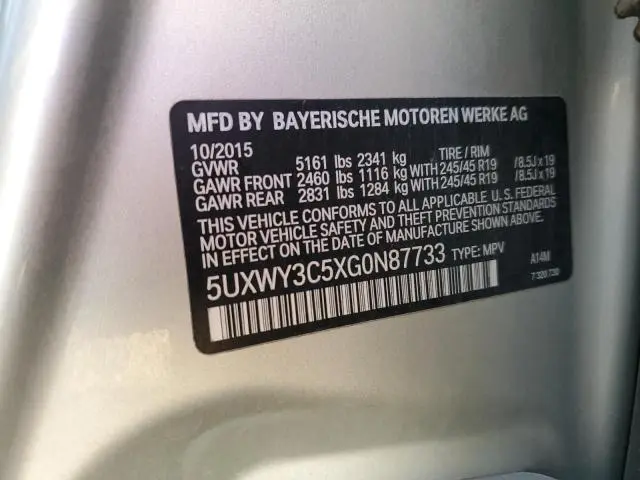 MFD BY BAYERISCHE MOTOREN WERKE AG
10/2015 TIRE / RIM
GVWR 5161 lbs 2341 kg
GAWR FRONT 2460 lbs 1116 kg WITH 245/45 R19 / 8.5J x 19
GAWR REAR 2831 lbs 1284 kg WITH 245/45 R19 / 8.5J x 19
THIS VEHICLE CONFORMS TO ALL APPLICABLE U.S. FEDERAL
MOTOR VEHICLE SAFETY AND THEFT PREVENTION STANDARDS
IN EFFECT ON THE DATE OF MANUFACTURE SHOWN ABOVE.
5UXWY3C5XG0N87733 TYPE: MPV A14M
7 320 730